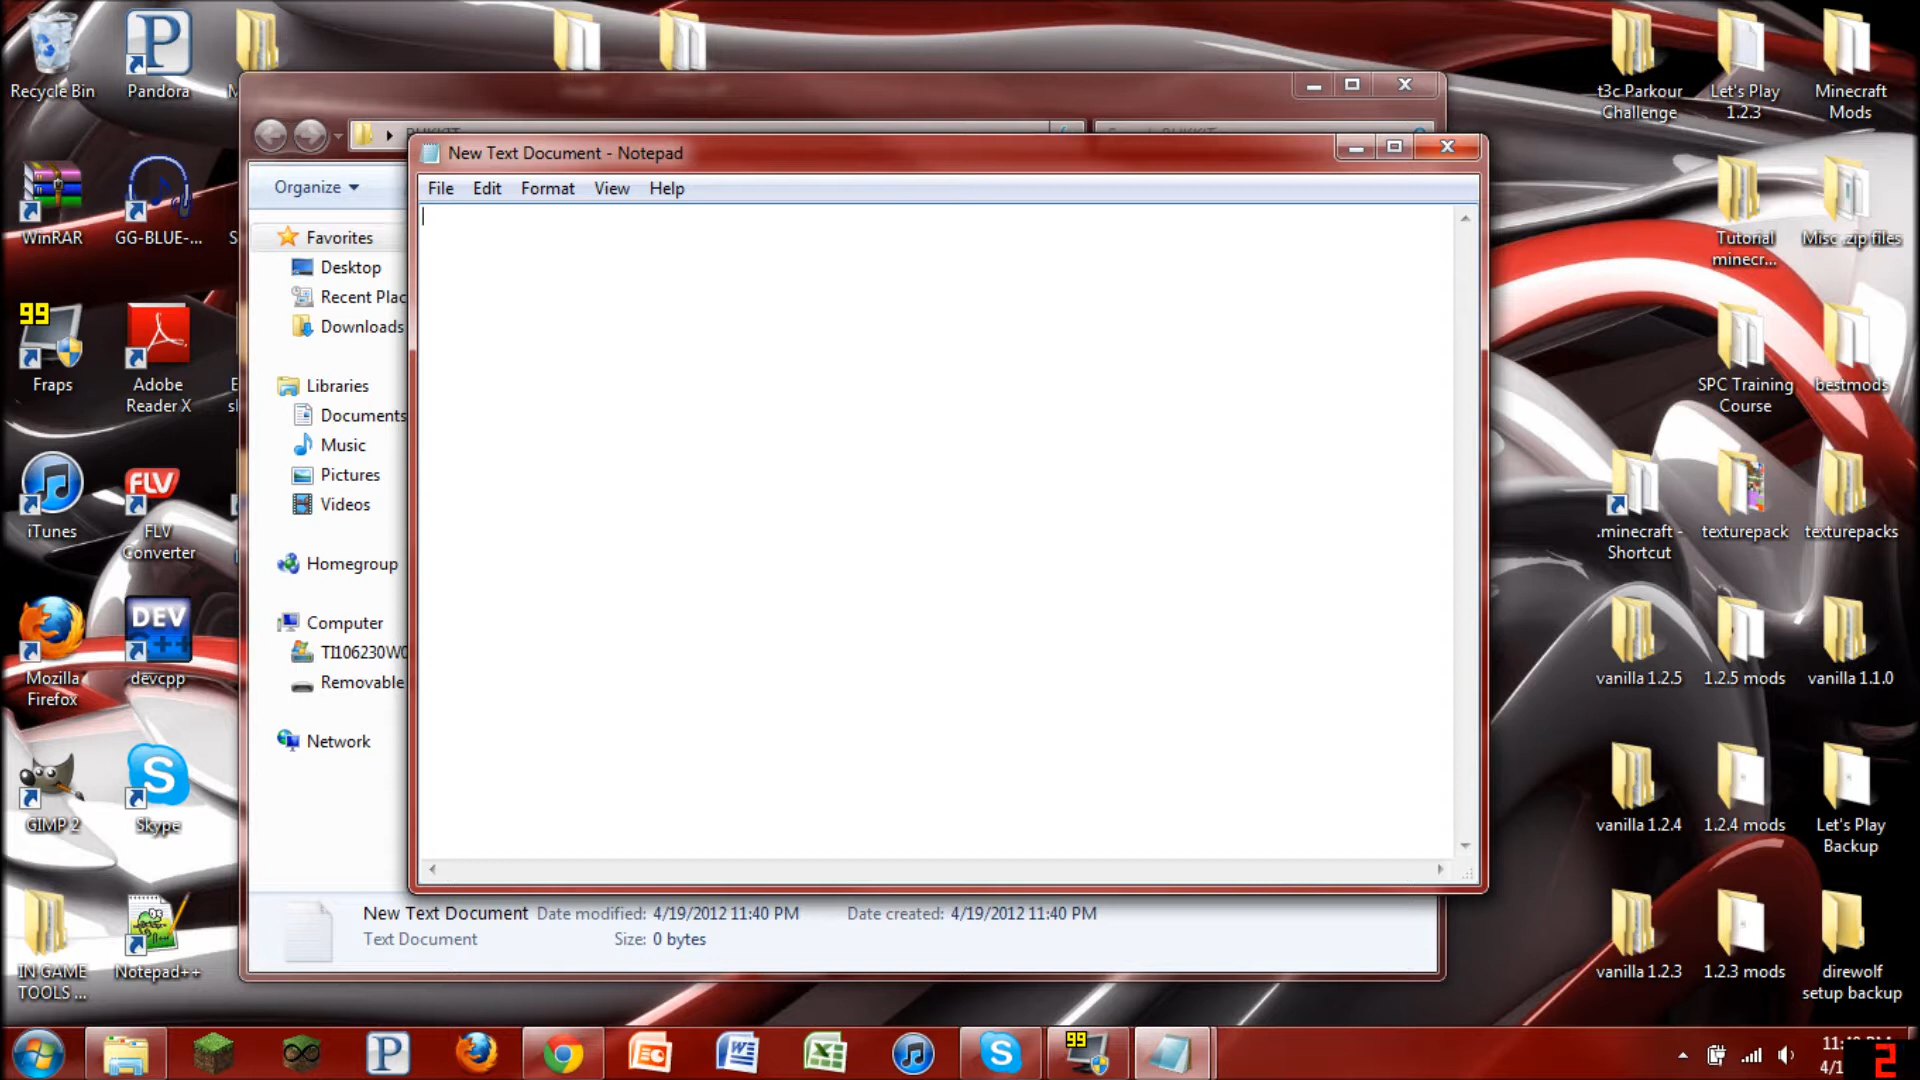 Recycle Bin
Pandora
t3c Parkour
Challenge
Let's Play
1.2.3
Minecraft
Mods
New Text Document - Notepad
File Edit Format View Help
Organize
WinRAR
GG-BLUE-...
Tutorial
minecr...
Misc .zip files
Favorites
Desktop
Recent Plac
Downloads
99
Fraps
Adobe
Reader X
SPC Training
Course
bestmods
Libraries
Documents
Music
Pictures
Videos
iTunes
FLV
FLV
Converter
.minecraft -
Shortcut
texturepack
texturepacks
Homegroup
Computer
TI106230W0
Removable
Network
Mozilla
Firefox
DEV
C++
devcpp
vanilla 1.2.5
1.2.5 mods
vanilla 1.1.0
GIMP 2
Skype
vanilla 1.2.4
1.2.4 mods
Let's Play
Backup
New Text Document Date modified: 4/19/2012 11:40 PM Date created: 4/19/2012 11:40 PM
Text Document Size: 0 bytes
IN GAME
TOOLS ...
Notepad++
vanilla 1.2.3
1.2.3 mods
direwolf
setup backup
99
2